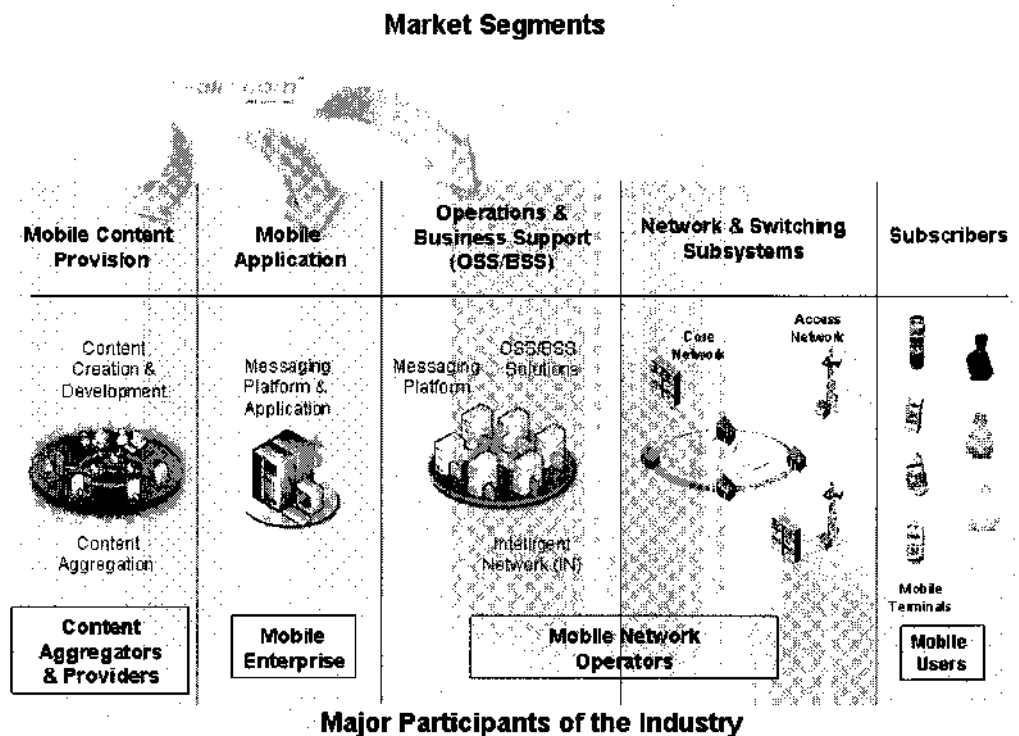 Market Segments
Mobile Content
Provision
Mobile
Application
Operations &
Business Support
(OSS/BSS)
Network & Switching
Subsystems
Subscribers
Content
Creation &
Development
Messaging
Platform &
Application
Messaging
Platform
OSS/BSS
Solutions
Core
Network
Access
Network
Content
Aggregation
Intelligent
Network (IN)
Mobile
Terminals
Content
Aggregators
& Providers
Mobile
Enterprise
Mobile Network
Operators
Mobile
Users
Major Participants of the Industry